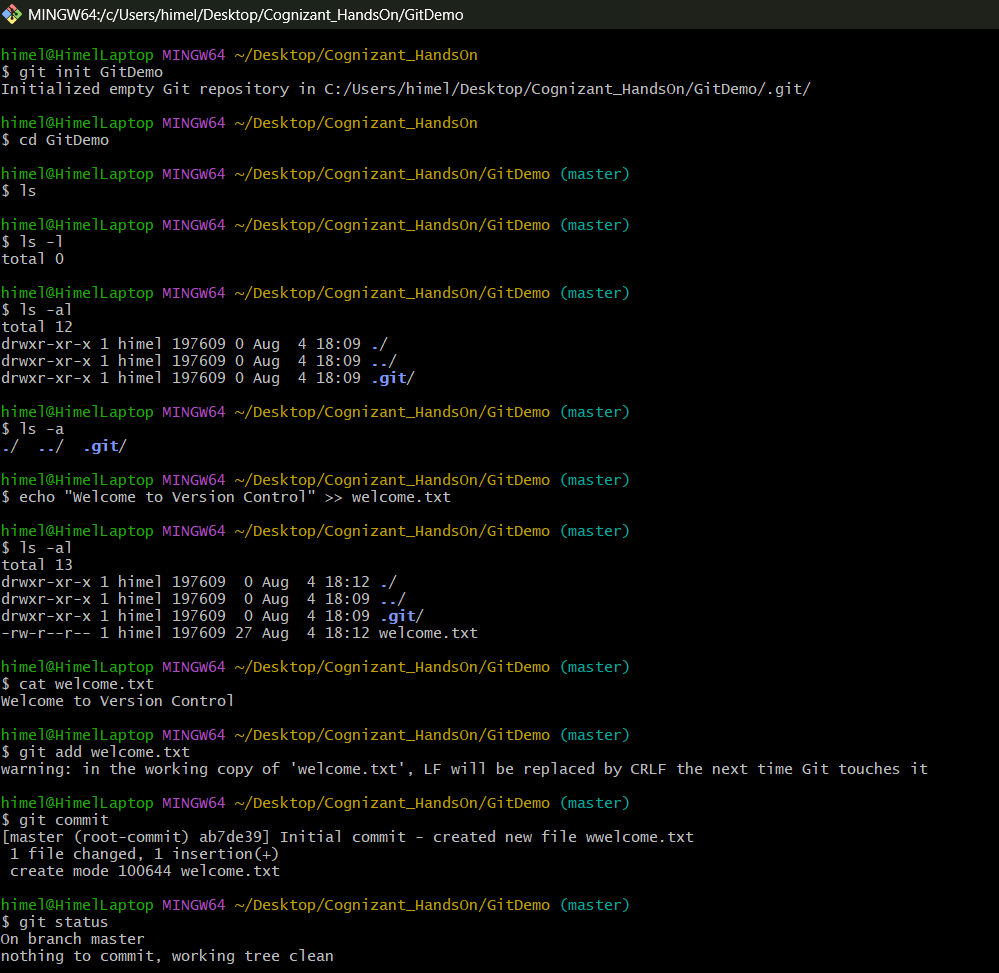 MINGW64:/c/Users/himel/Desktop/Cognizant_HandsOn/GitDemo
himel@HimelLaptop MINGW64 ~/Desktop/Cognizant_HandsOn
$ git init GitDemo
Initialized empty Git repository in C:/Users/himel/Desktop/Cognizant_HandsOn/GitDemo/.git/
himel@HimelLaptop MINGW64 ~/Desktop/Cognizant_HandsOn
$ cd GitDemo
himel@HimelLaptop MINGW64 ~/Desktop/Cognizant_HandsOn/GitDemo (master)
$ ls
himel@HimelLaptop MINGW64 ~/Desktop/Cognizant_HandsOn/GitDemo (master)
$ ls -l
total 0
himel@HimelLaptop MINGW64 ~/Desktop/Cognizant_HandsOn/GitDemo (master)
$ ls -al
total 12
drwxr-xr-x 1 himel 197609 0 Aug  4 18:09 ./
drwxr-xr-x 1 himel 197609 0 Aug  4 18:09 ../
drwxr-xr-x 1 himel 197609 0 Aug  4 18:09 .git/
himel@HimelLaptop MINGW64 ~/Desktop/Cognizant_HandsOn/GitDemo (master)
$ ls -a
./  ../  .git/
himel@HimelLaptop MINGW64 ~/Desktop/Cognizant_HandsOn/GitDemo (master)
$ echo "Welcome to Version Control" >> welcome.txt
himel@HimelLaptop MINGW64 ~/Desktop/Cognizant_HandsOn/GitDemo (master)
$ ls -al
total 13
drwxr-xr-x 1 himel 197609  0 Aug  4 18:12 ./
drwxr-xr-x 1 himel 197609  0 Aug  4 18:09 ../
drwxr-xr-x 1 himel 197609  0 Aug  4 18:09 .git/
-rw-r--r-- 1 himel 197609 27 Aug  4 18:12 welcome.txt
himel@HimelLaptop MINGW64 ~/Desktop/Cognizant_HandsOn/GitDemo (master)
$ cat welcome.txt
Welcome to Version Control
himel@HimelLaptop MINGW64 ~/Desktop/Cognizant_HandsOn/GitDemo (master)
$ git add welcome.txt
warning: in the working copy of 'welcome.txt', LF will be replaced by CRLF the next time Git touches it
himel@HimelLaptop MINGW64 ~/Desktop/Cognizant_HandsOn/GitDemo (master)
$ git commit
[master (root-commit) ab7de39] Initial commit - created new file wwelcome.txt
 1 file changed, 1 insertion(+)
 create mode 100644 welcome.txt
himel@HimelLaptop MINGW64 ~/Desktop/Cognizant_HandsOn/GitDemo (master)
$ git status
On branch master
nothing to commit, working tree clean